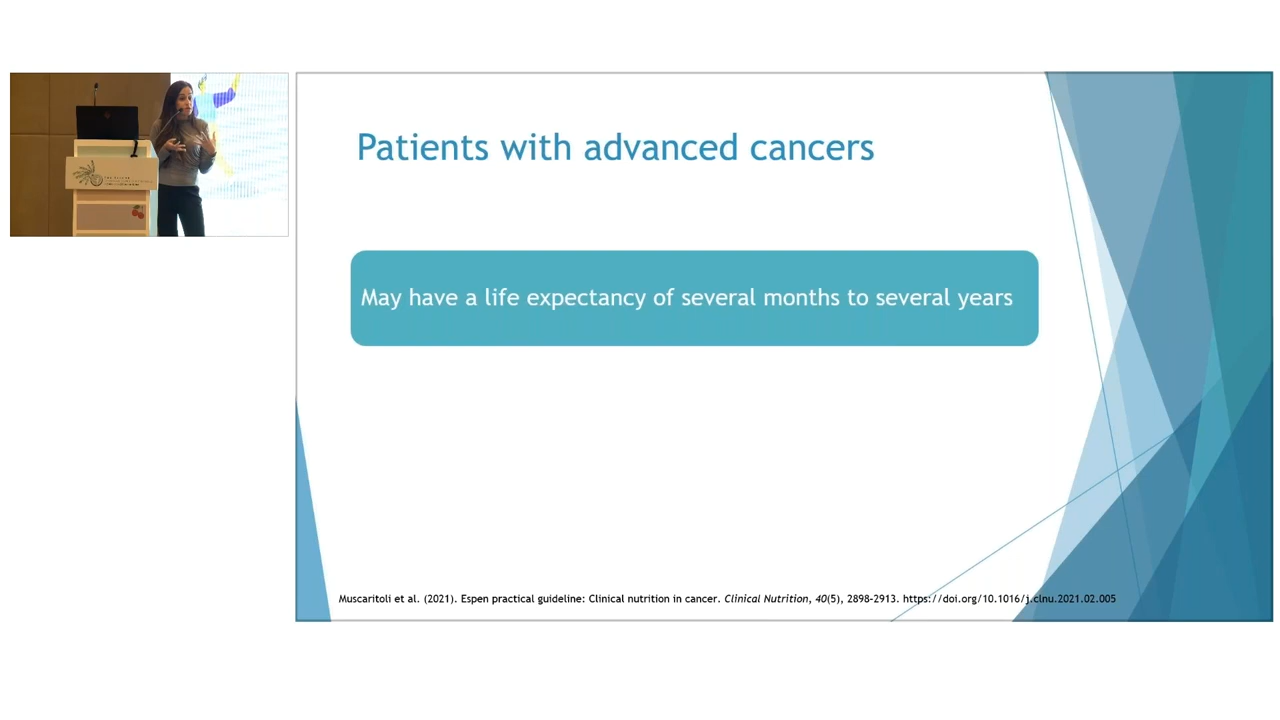 Patients with advanced cancers
May have a life expectancy of several months to several years
Muscaritoli et al. (2021). Espen practical guideline: Clinical nutrition in cancer. Clinical Nutrition, 40(5), 2898-2913. https://doi.org/10.1016/j.clnu.2021.02.005